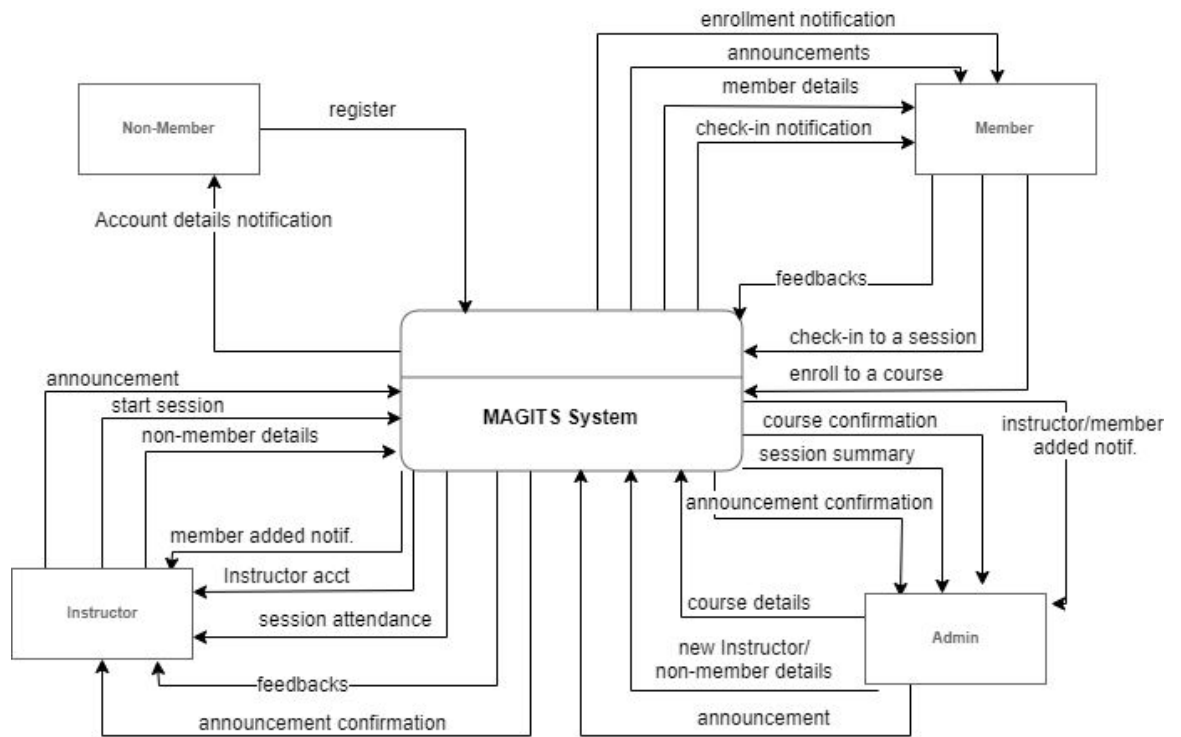 enrollment notification
announcements
member details
check-in notification
Non-Member
register
Member
Account details notification
feedbacks
check-in to a session
enroll to a course
MAGITS System
announcement
start session
non-member details
course confirmation
session summary
instructor/member
added notif.
announcement confirmation
member added notif.
Instructor acct
session attendance
feedbacks
announcement confirmation
Instructor
course details
new Instructor/
non-member details
announcement
Admin